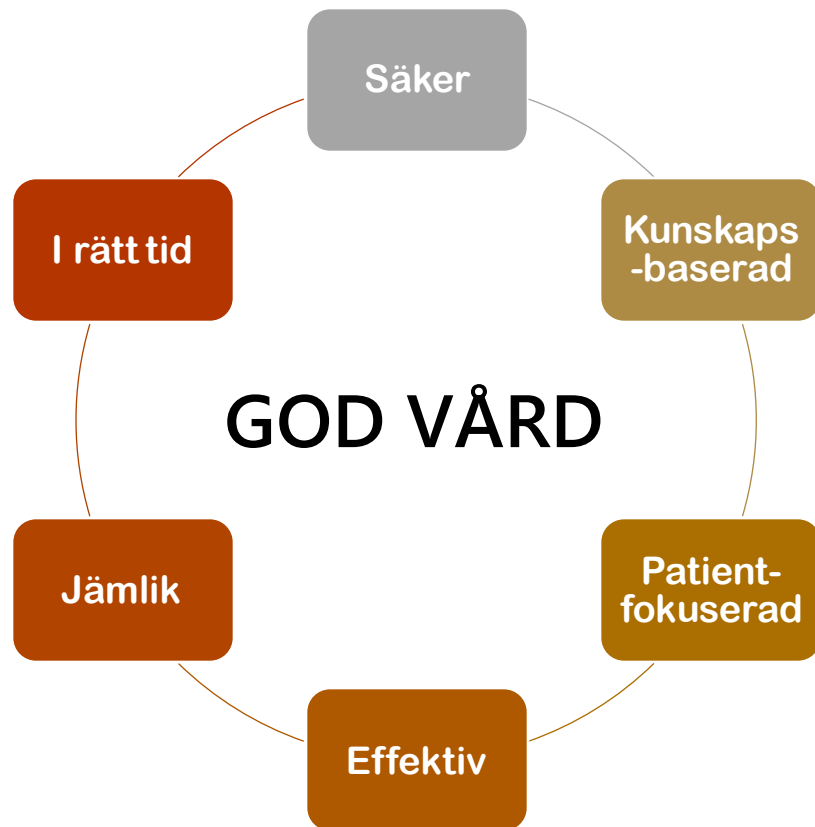 Säker
I rätt tid
Kunskaps
-baserad
GOD VÅRD
Jämlik
Patient-
fokuserad
Effektiv